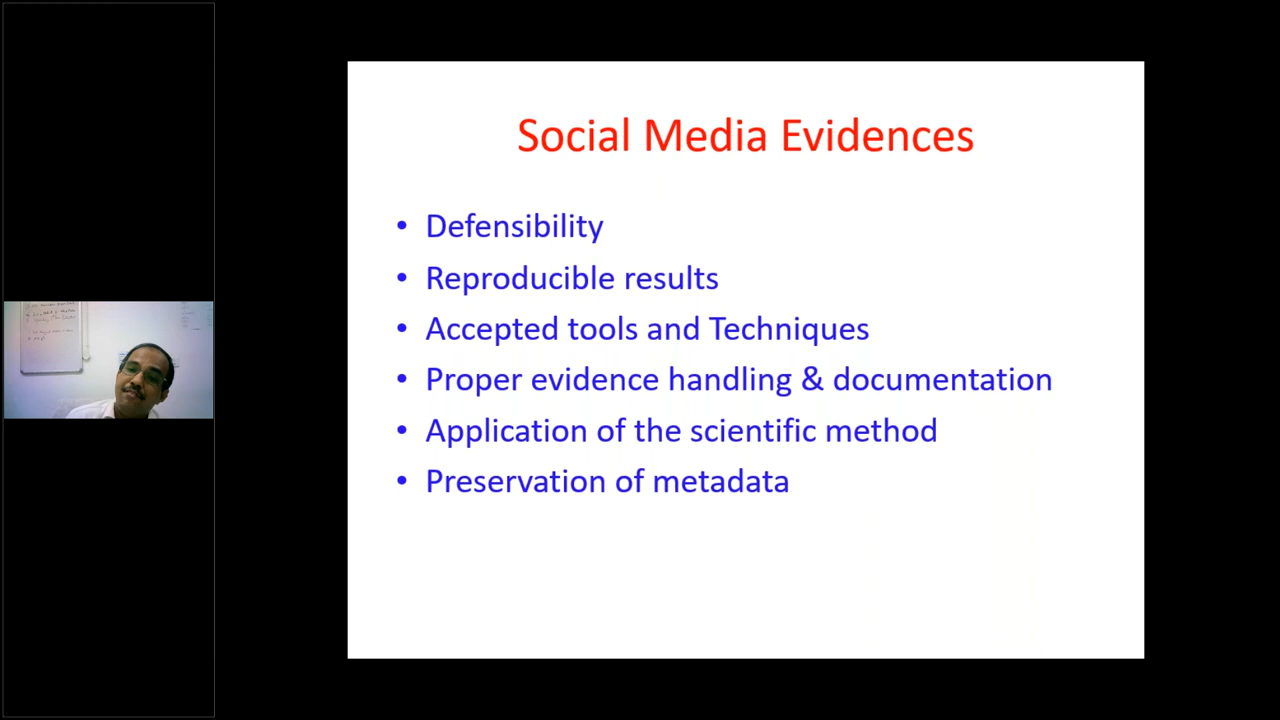 Social Media Evidences
• Defensibility
• Reproducible results
• Accepted tools and Techniques
• Proper evidence handling & documentation
• Application of the scientific method
• Preservation of metadata